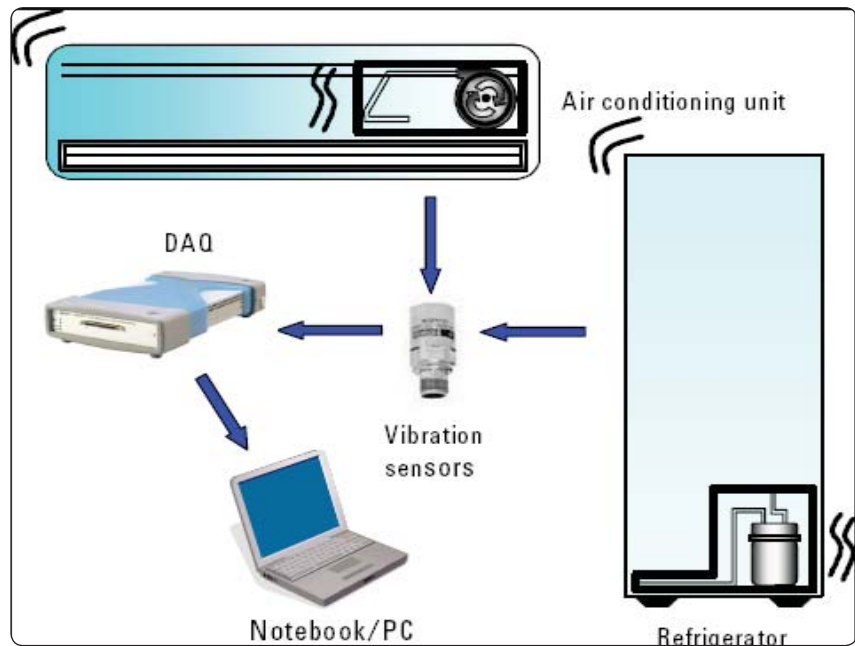 Air conditioning unit
DAQ
Vibration
sensors
Notebook/PC
Refrigerator